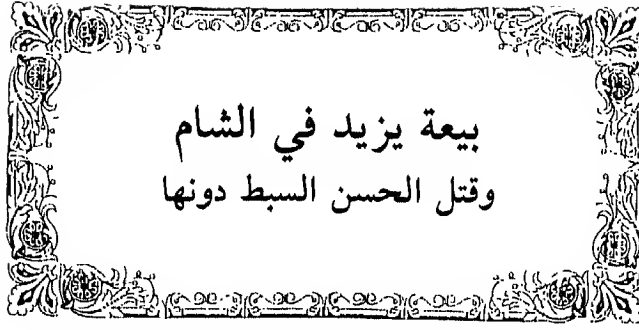 بيعة يزيد في الشام
وقتل الحسن السبط دونها